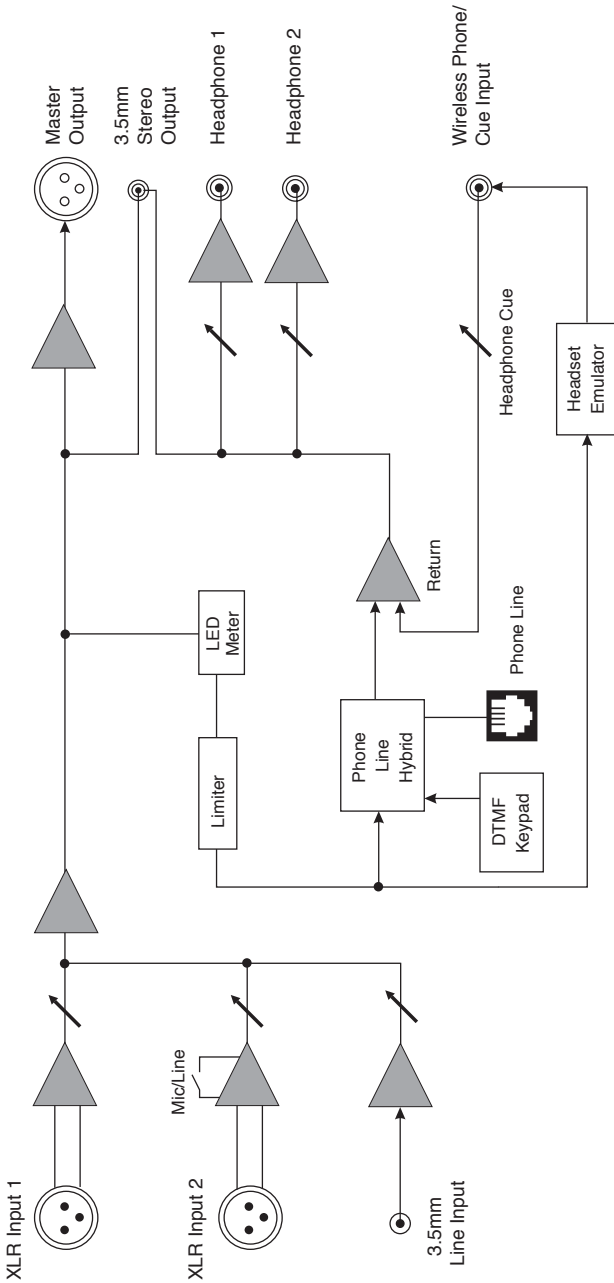 XLR Input 1
XLR Input 2
Mic/Line
3.5mm
Line Input
Limiter
LED
Meter
Phone
Line
Hybrid
DTMF
Keypad
Phone Line
Return
Headphone Cue
Headset
Emulator
Master
Output
3.5mm
Stereo
Output
Headphone 1
Headphone 2
Wireless Phone/
Cue Input